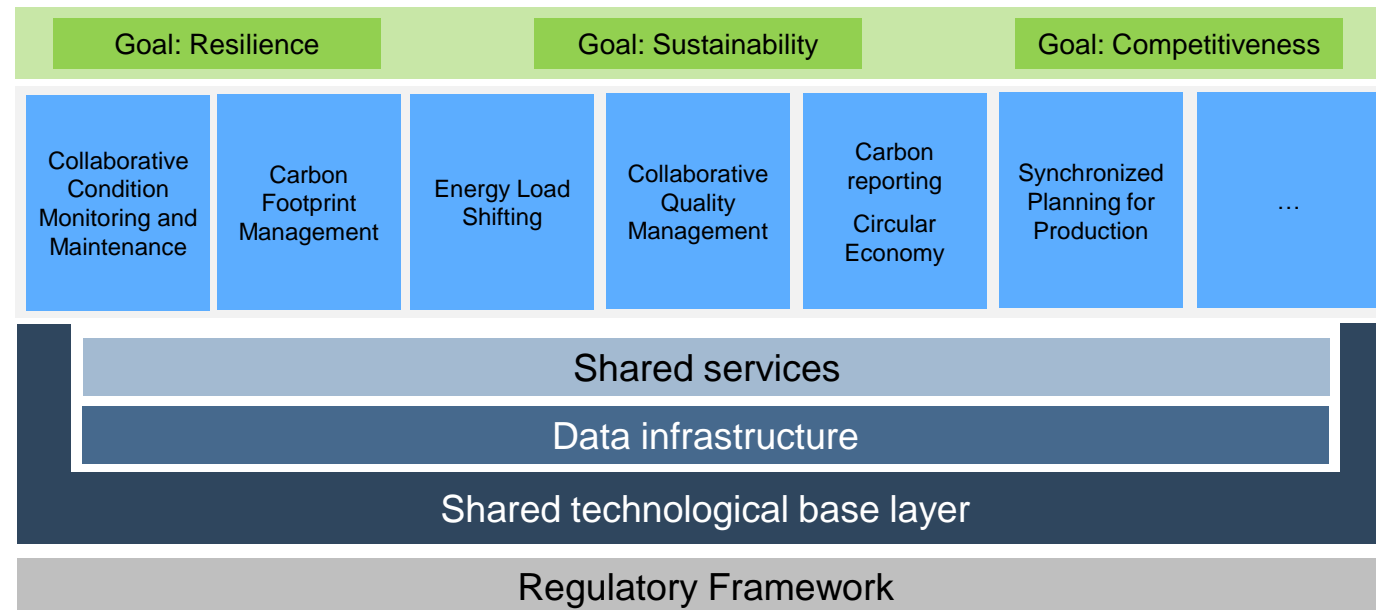 Goal: Resilience
Goal: Sustainability
Goal: Competitiveness
Collaborative
Condition
Monitoring and
Maintenance
Carbon
Footprint
Management
Energy Load
Shifting
Collaborative
Quality
Management
Carbon
reporting
Circular
Economy
Synchronized
Planning for
Production
…
Shared services
Data infrastructure
Shared technological base layer
Regulatory Framework